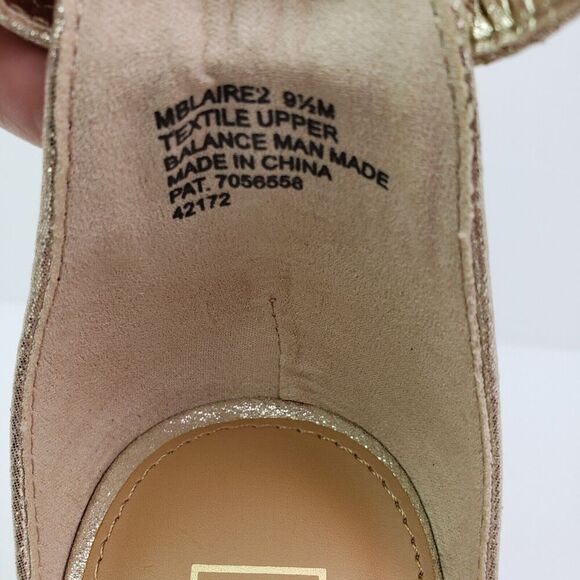 MBLAIRE2 9½M
TEXTILE UPPER
BALANCE MAN MADE
MADE IN CHINA
PAT. 7056558
42172